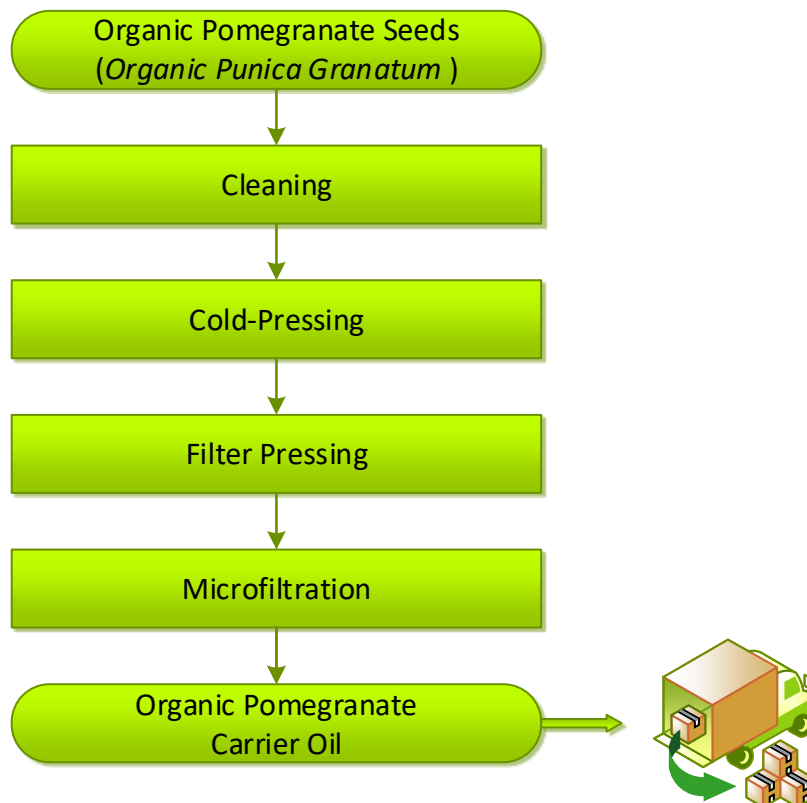 Organic Pomegranate Seeds
(Organic Punica Granatum )
Cleaning
Cold-Pressing
Filter Pressing
Microfiltration
Organic Pomegranate
Carrier Oil